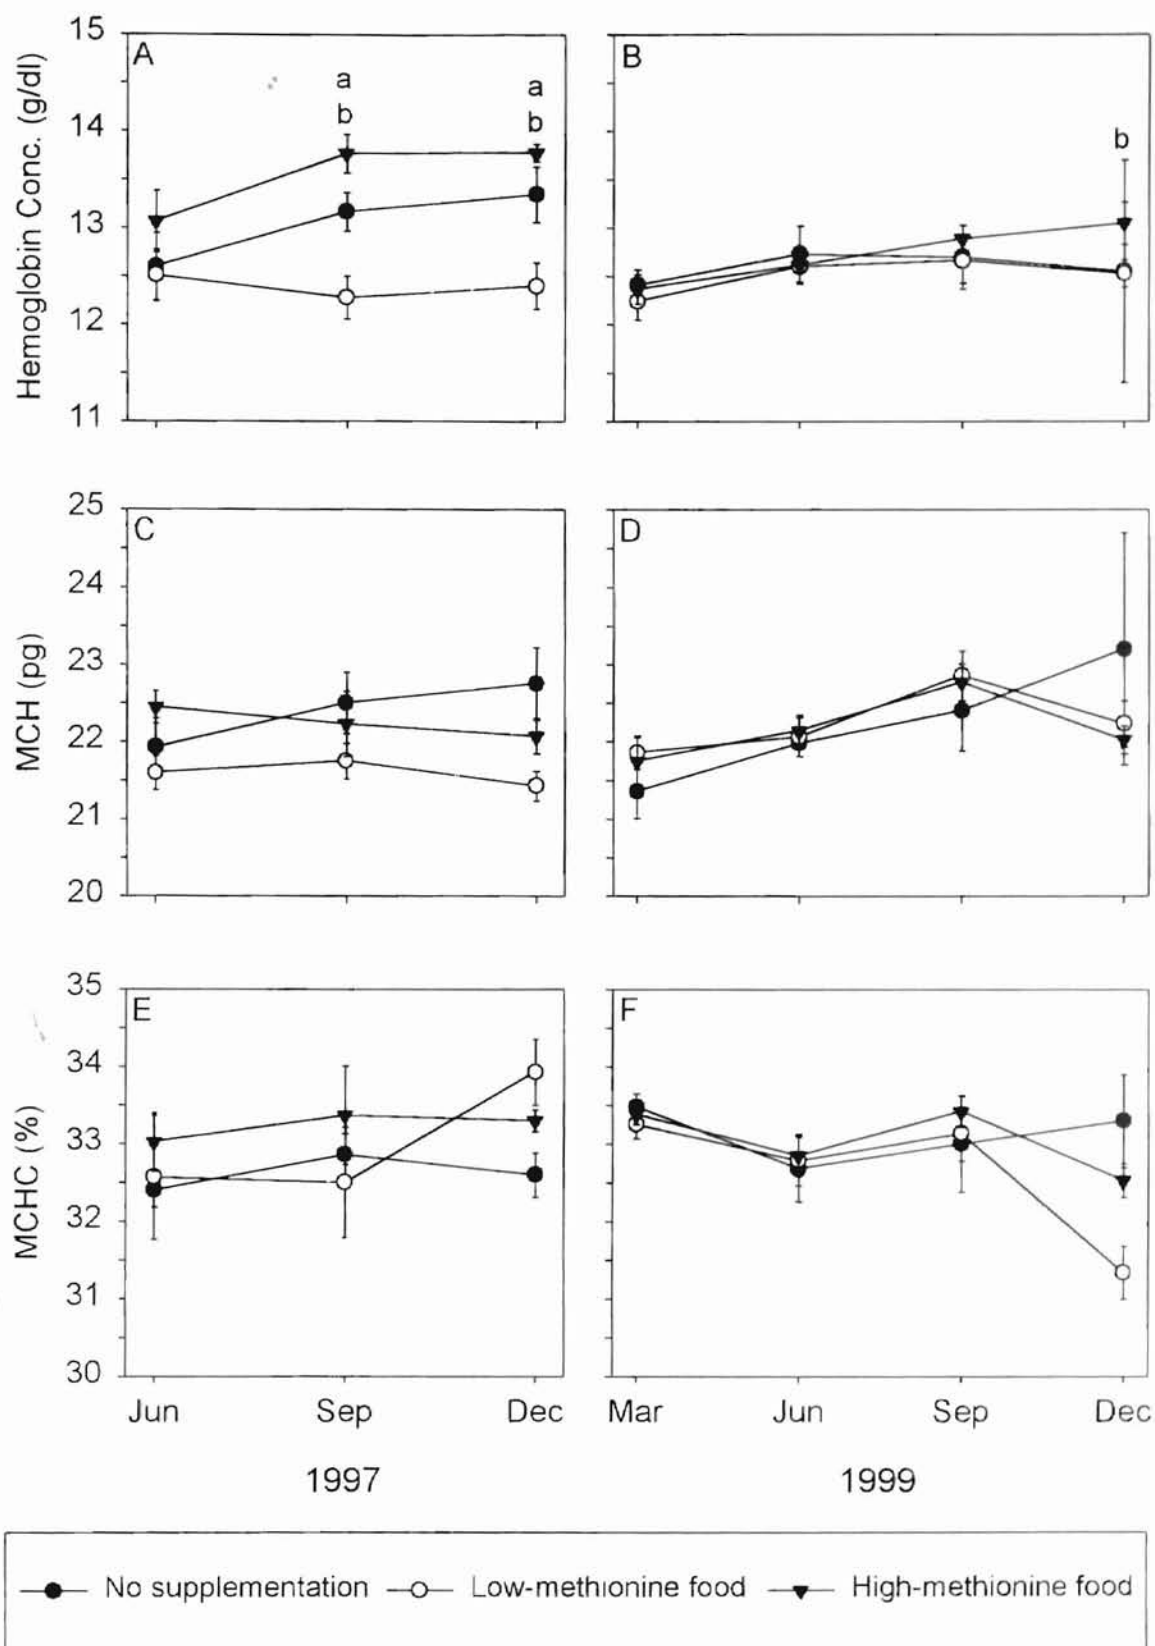 Hemoglobin Conc. (g/dl)
15
14
13
12
11
A
a
b
a
b
B
b
MCH (pg)
25
24
23
22
21
20
C
D
MCHC (%)
35
34
33
32
31
30
E
F
Jun Sep Dec Mar Jun Sep Dec
1997 1999
No supplementation Low-methionine food High-methionine food